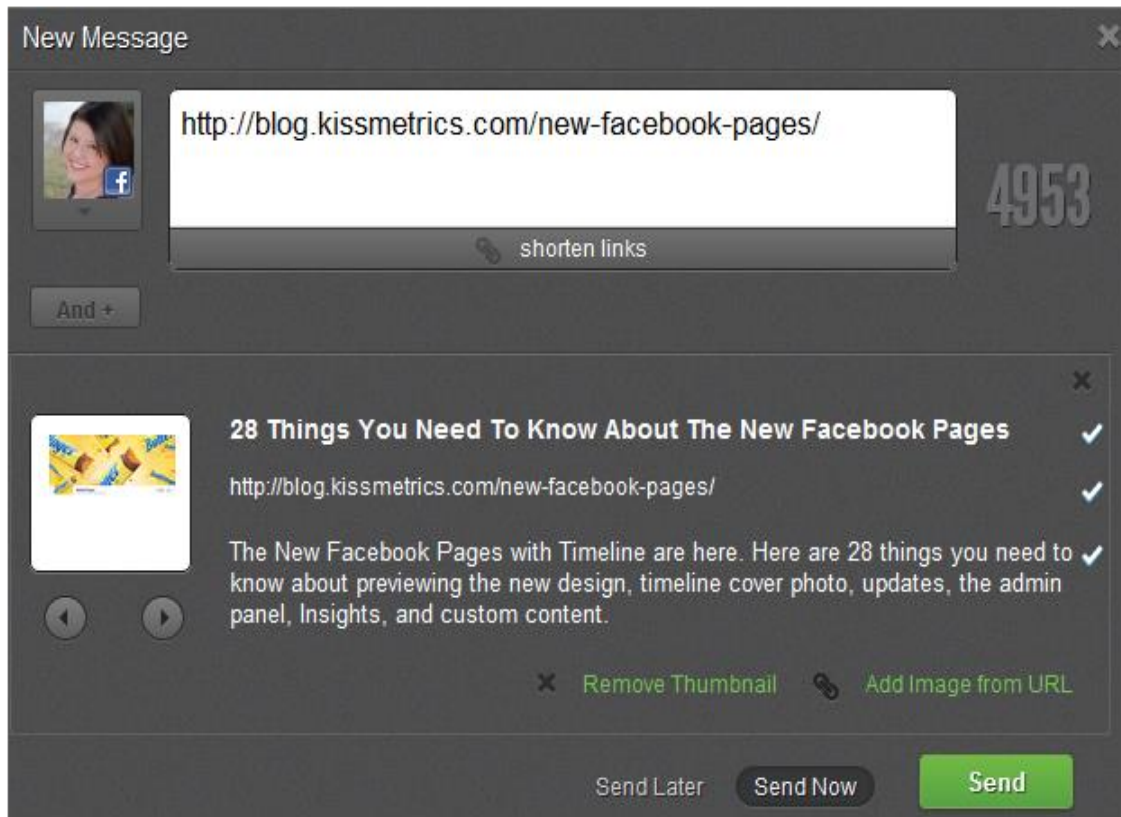 New Message
http://blog.kissmetrics.com/new-facebook-pages/
4953
shorten links
And +
28 Things You Need To Know About The New Facebook Pages
http://blog.kissmetrics.com/new-facebook-pages/
The New Facebook Pages with Timeline are here. Here are 28 things you need to
know about previewing the new design, timeline cover photo, updates, the admin
panel, Insights, and custom content.
Remove Thumbnail Add Image from URL
Send Later Send Now Send